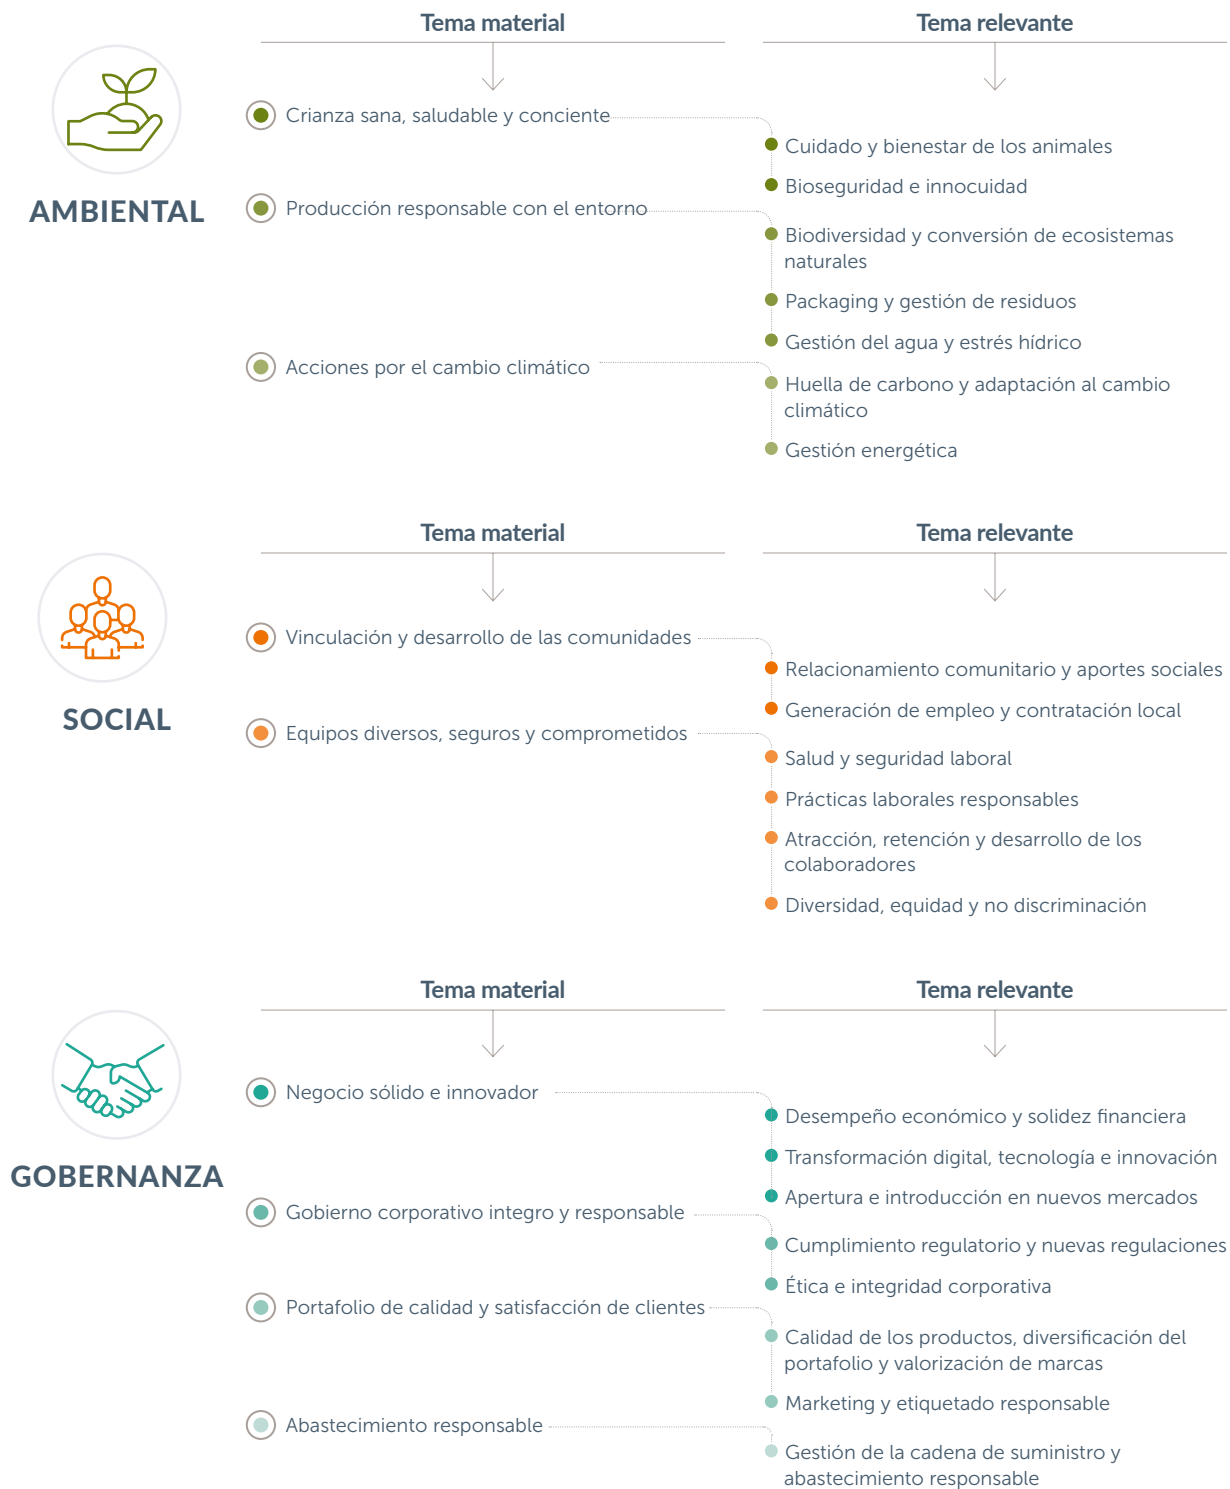 Tema material
Tema relevante
AMBIENTAL
Crianza sana, saludable y conciente
Cuidado y bienestar de los animales
Bioseguridad e innocuidad
Producción responsable con el entorno
Biodiversidad y conversión de ecosistemas
naturales
Packaging y gestión de residuos
Gestión del agua y estrés hídrico
Acciones por el cambio climático
Huella de carbono y adaptación al cambio
climático
Gestión energética
Tema material
Tema relevante
SOCIAL
Vinculación y desarrollo de las comunidades
Relacionamiento comunitario y aportes sociales
Generación de empleo y contratación local
Equipos diversos, seguros y comprometidos
Salud y seguridad laboral
Prácticas laborales responsables
Atracción, retención y desarrollo de los
colaboradores
Diversidad, equidad y no discriminación
Tema material
Tema relevante
GOBERNANZA
Negocio sólido e innovador
Desempeño económico y solidez financiera
Transformación digital, tecnología e innovación
Apertura e introducción en nuevos mercados
Gobierno corporativo integro y responsable
Cumplimiento regulatorio y nuevas regulaciones
Ética e integridad corporativa
Portafolio de calidad y satisfacción de clientes
Calidad de los productos, diversificación del
portafolio y valorización de marcas
Marketing y etiquetado responsable
Abastecimiento responsable
Gestión de la cadena de suministro y
abastecimiento responsable